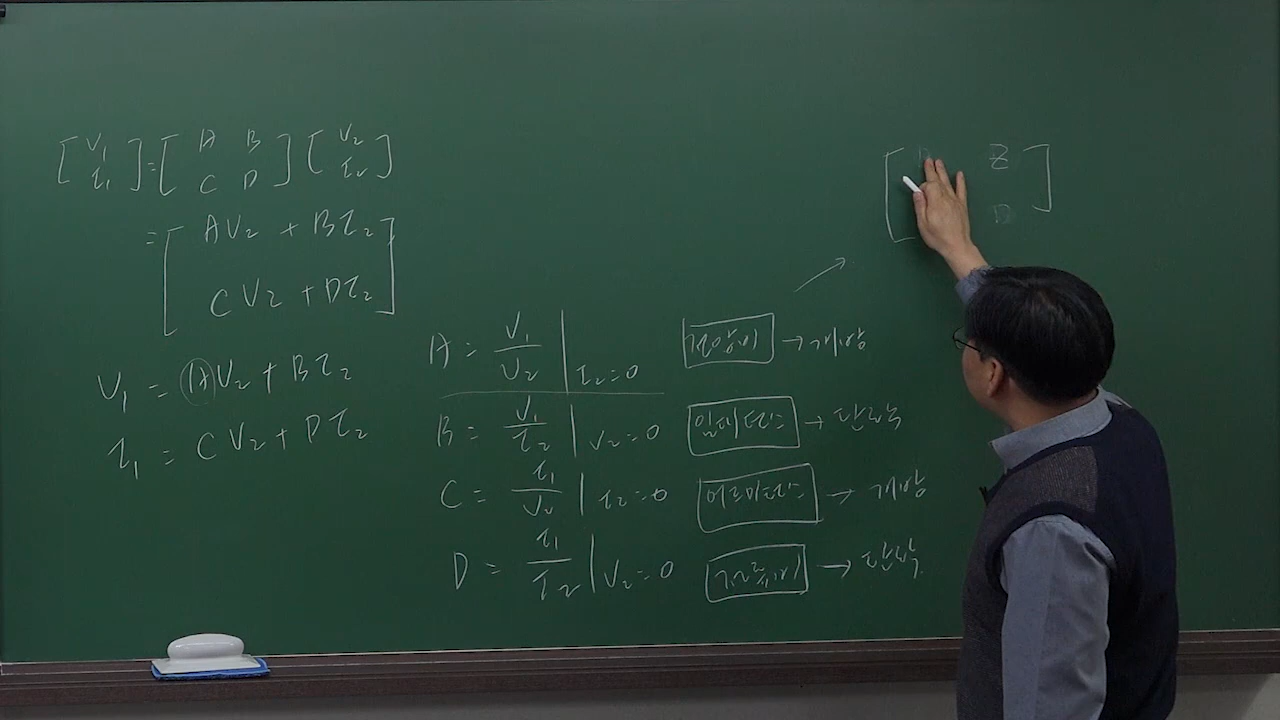 [V₁ I₁] = [A B C D] [V₂ I₂]
= [AV₂ + BI₂
CV₂ + DI₂]
V₁ = AV₂ + BI₂
I₁ = CV₂ + DI₂
A = V₁/V₂ | I₂=0 전압비 → 개방
B = V₁/I₂ | V₂=0 임피던스 → 단락
C = I₁/V₂ | I₂=0 어드미턴스 → 개방
D = I₁/I₂ | V₂=0 전류비 → 단락
[ Z
D ]